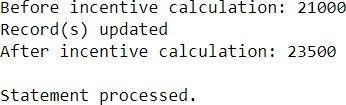 Before incentive calculation: 21000
Record(s) updated
After incentive calculation: 23500
Statement processed.